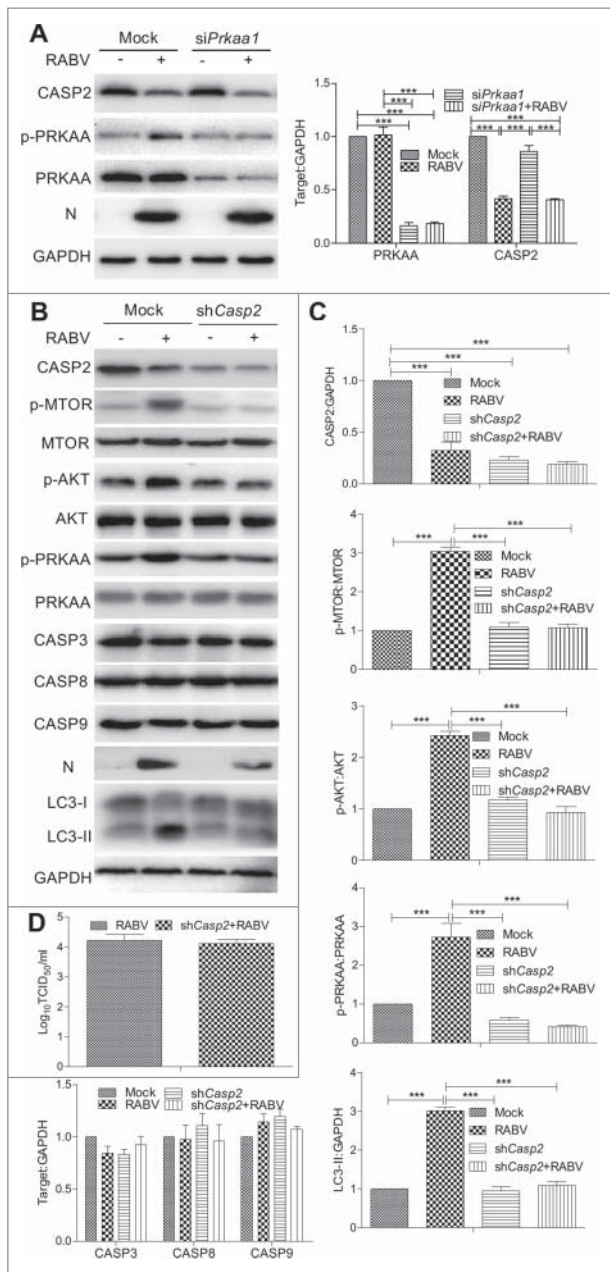 A
Mock siPrkaa1
RABV - + - +
CASP2
p-PRKAA
PRKAA
N
GAPDH
siPrkaa1
siPrkaa1+RABV
***
***
***
***
***
*** *** ***
Mock
RABV
Target:GAPDH
1.5
1.0
0.5
0.0
PRKAA CASP2
B
Mock shCasp2
RABV - + - +
CASP2
p-MTOR
MTOR
p-AKT
AKT
p-PRKAA
PRKAA
CASP3
CASP8
CASP9
N
LC3-I
LC3-II
GAPDH
C
CASP2:GAPDH
1.5
1.0
0.5
0.0
***
***
***
Mock
RABV
shCasp2
shCasp2+RABV
p-MTOR:MTOR
4
3
2
1
0
***
*** ***
Mock
RABV
shCasp2
shCasp2+RABV
p-AKT:AKT
3
2
1
0
***
*** ***
Mock
RABV
shCasp2
shCasp2+RABV
p-PRKAA:PRKAA
4
3
2
1
0
***
*** ***
Mock
RABV
shCasp2
shCasp2+RABV
LC3-II:GAPDH
4
3
2
1
0
***
*** ***
Mock
RABV
shCasp2
shCasp2+RABV
D
RABV shCasp2+RABV
Log10TCID50/ml
5
4
3
2
1
0
Mock shCasp2
RABV shCasp2+RABV
Target:GAPDH
1.5
1.0
0.5
0.0
CASP3 CASP8 CASP9